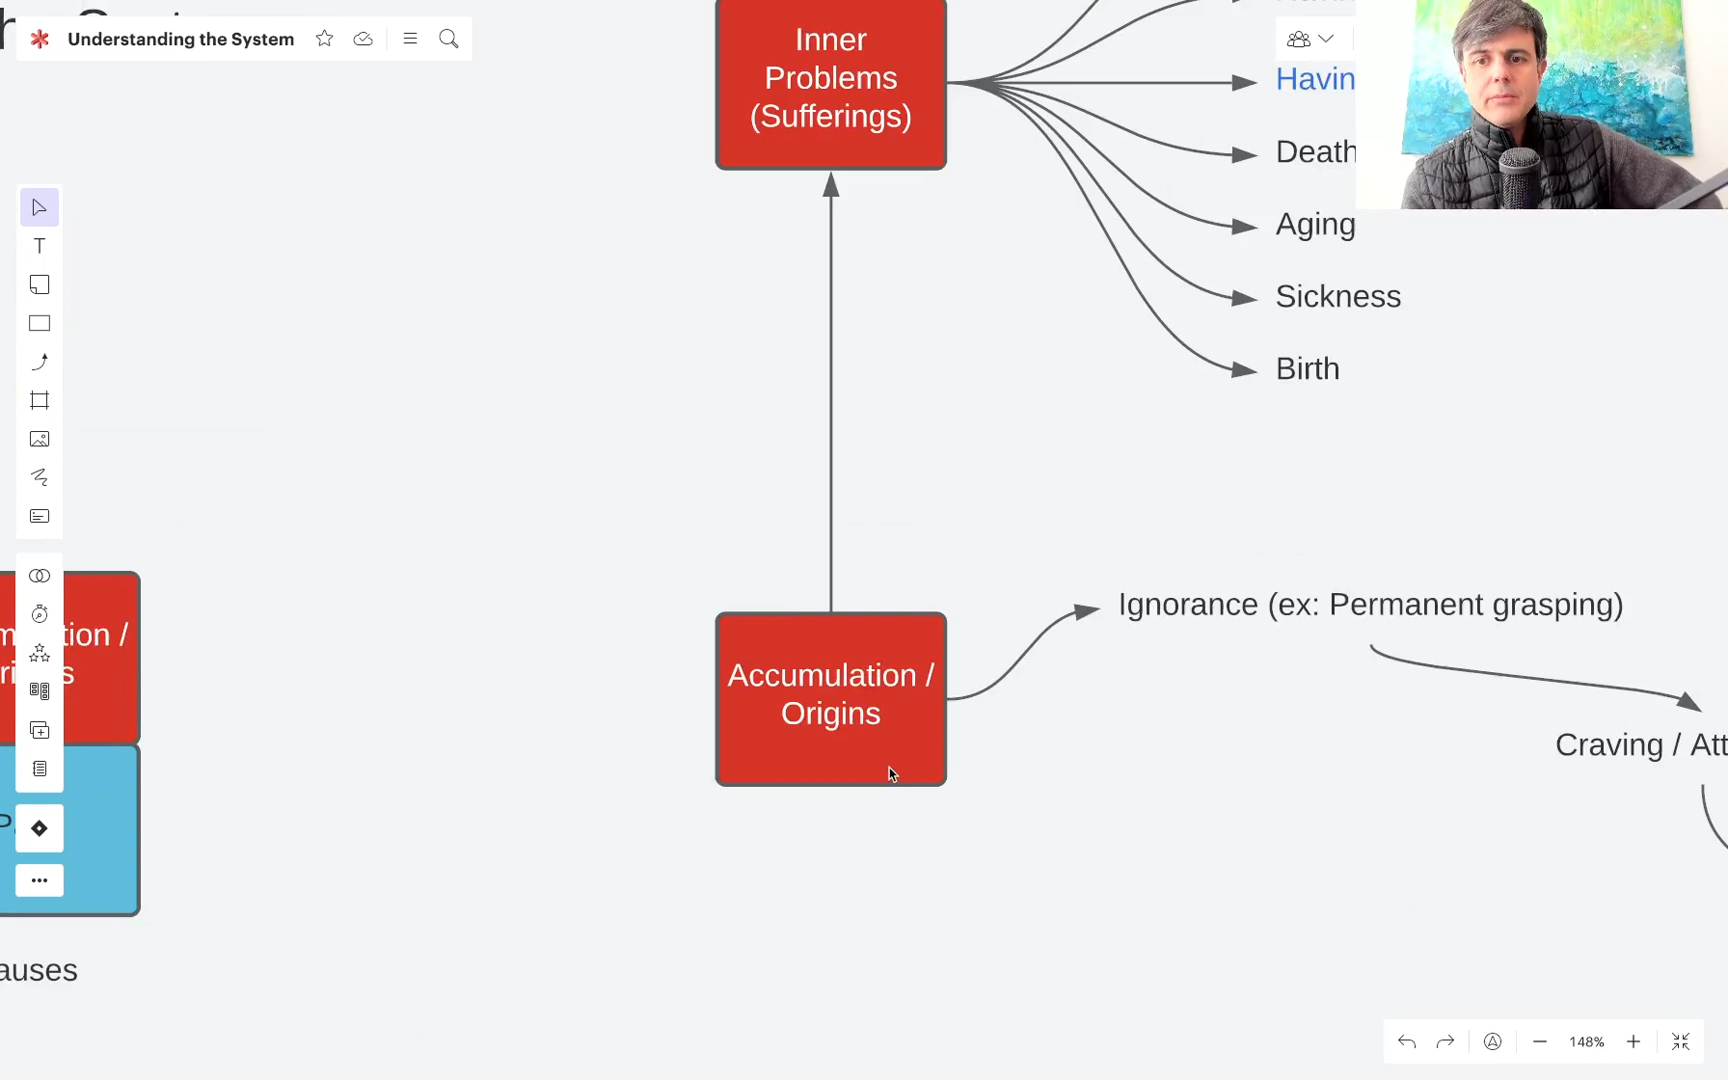 Understanding the System
Inner
Problems
(Sufferings)
Havin
Death
Aging
Sickness
Birth
Accumulation /
Origins
Ignorance (ex: Permanent grasping)
Craving / Att
tion /
s
P
auses
T
148%